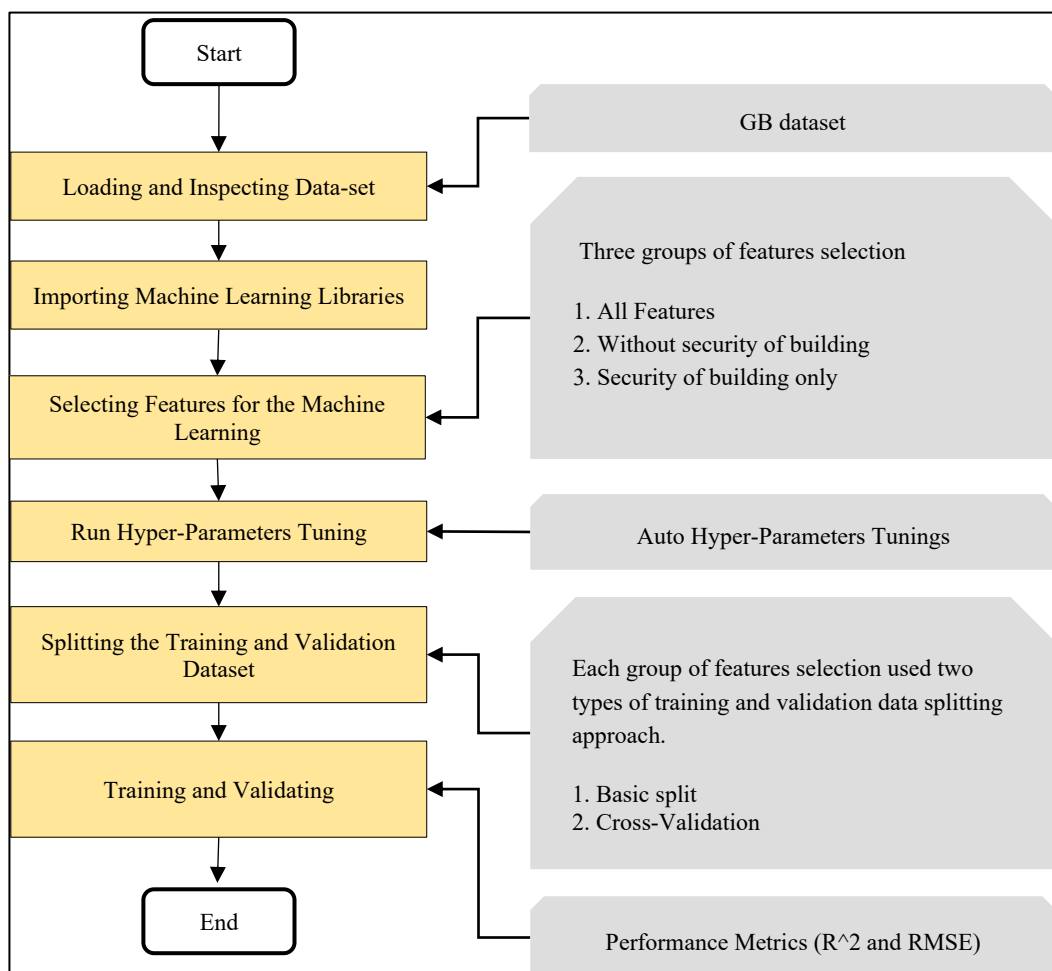 Start
GB dataset
Loading and Inspecting Data-set
Three groups of features selection
1. All Features
2. Without security of building
3. Security of building only
Importing Machine Learning Libraries
Selecting Features for the Machine
Learning
Run Hyper-Parameters Tuning
Auto Hyper-Parameters Tunings
Splitting the Training and Validation
Dataset
Each group of features selection used two
types of training and validation data splitting
approach.
1. Basic split
2. Cross-Validation
Training and Validating
End
Performance Metrics (R^2 and RMSE)